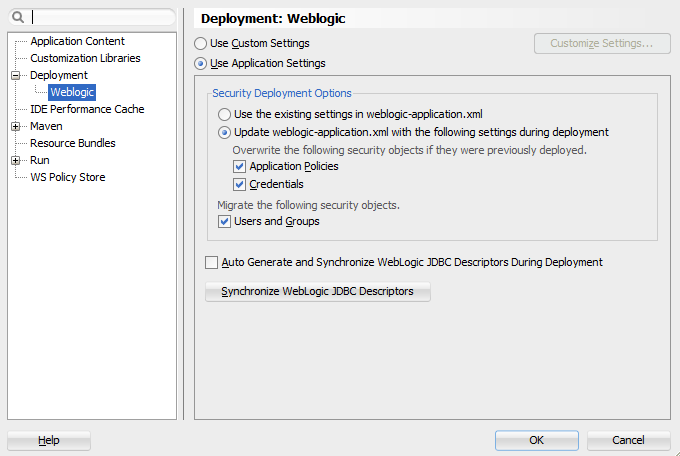 Application Content
Customization Libraries
Deployment
Weblogic
IDE Performance Cache
Maven
Resource Bundles
Run
WS Policy Store
Deployment: Weblogic
Use Custom Settings
Customize Settings...
Use Application Settings
Security Deployment Options
Use the existing settings in weblogic-application.xml
Update weblogic-application.xml with the following settings during deployment
Overwrite the following security objects if they were previously deployed.
Application Policies
Credentials
Migrate the following security objects.
Users and Groups
Auto Generate and Synchronize WebLogic JDBC Descriptors During Deployment
Synchronize WebLogic JDBC Descriptors
Help
OK
Cancel